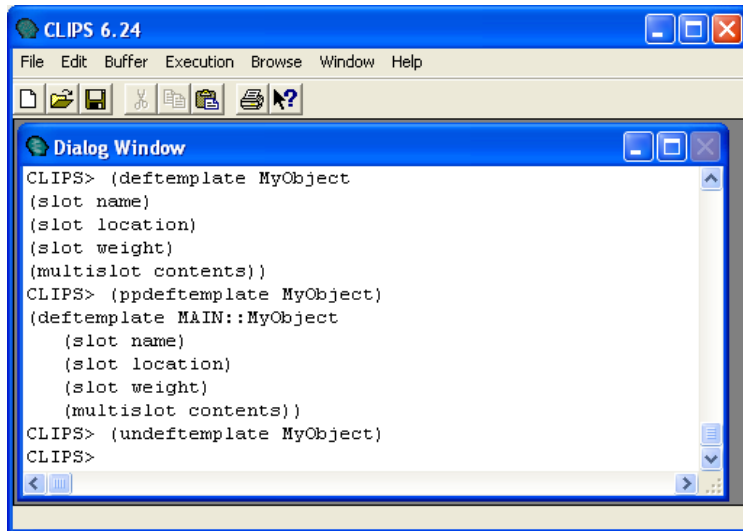 CLIPS 6.24
File Edit Buffer Execution Browse Window Help
Dialog Window
CLIPS> (deftemplate MyObject
(slot name)
(slot location)
(slot weight)
(multislot contents))
CLIPS> (ppdeftemplate MyObject)
(deftemplate MAIN::MyObject
   (slot name)
   (slot location)
   (slot weight)
   (multislot contents))
CLIPS> (undeftemplate MyObject)
CLIPS>